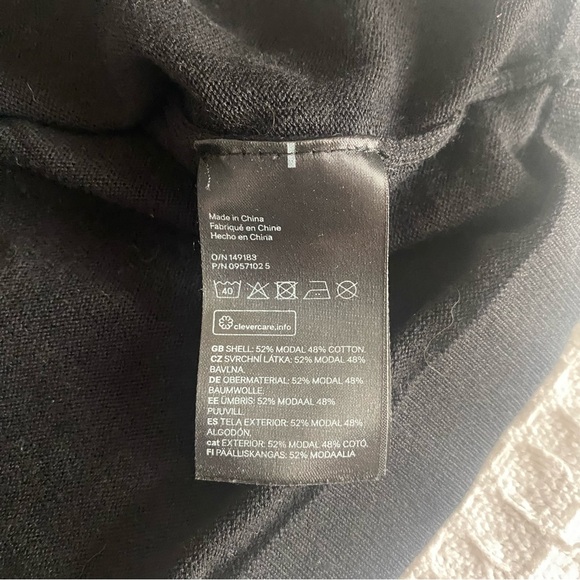 Made in China
Fabriqué en Chine
Hecho en China
O/N 149183
P/N 0957102 5
40
clevercare.info
GB SHELL: 52% MODAL 48% COTTON.
CZ SVRCHNÍ LÁTKA: 52% MODAL 48%
BAVLNA.
DE OBERMATERIAL: 52% MODAL 48%
BAUMWOLLE.
EE ÜMBRIS: 52% MODAAL 48%
PUUVILL.
ES TELA EXTERIOR: 52% MODAL 48%
ALGODÓN.
cat EXTERIOR: 52% MODAL 48% COTÓ.
FI PÄÄLLISKANGAS: 52% MODAALIA